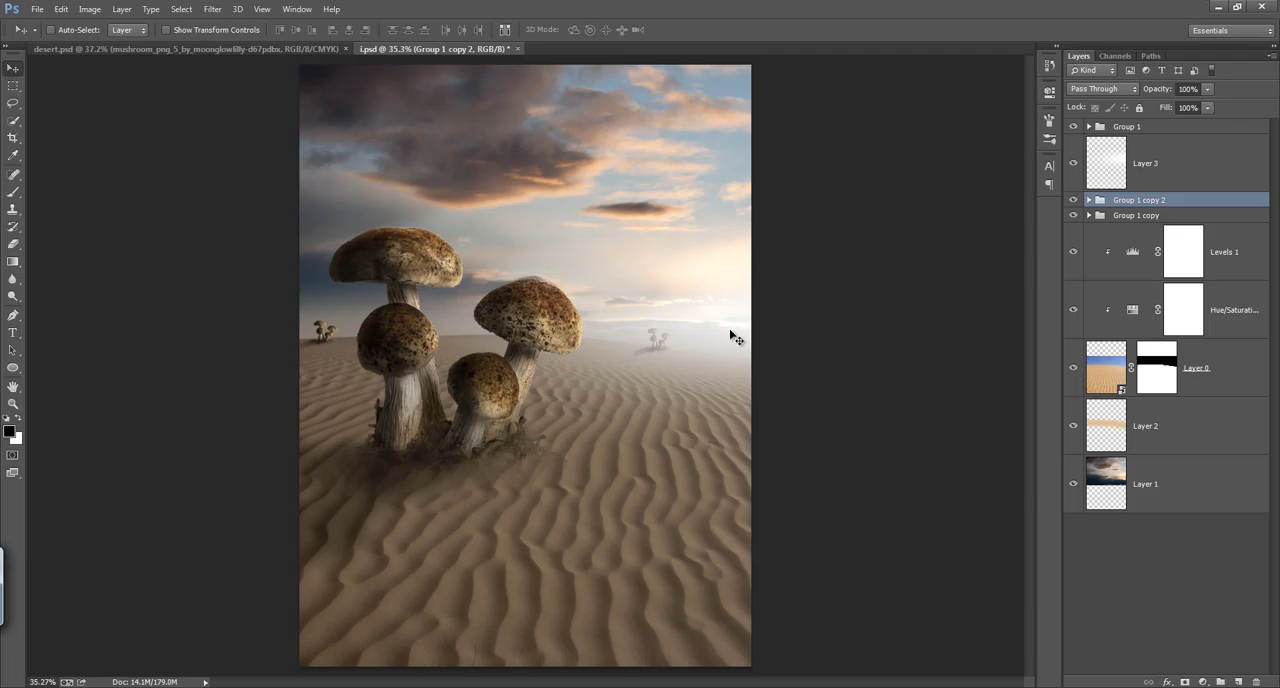 Ps File Edit Image Layer Type Select Filter 3D View Window Help
Auto-Select: Layer Show Transform Controls 3D Mode: Essentials
desert.psd @ 37.2% (mushroom_png_5_by_moonglowlilly-d67pdbx, RGB/8/CMYK) × i.psd @ 35.3% (Group 1 copy 2, RGB/8) * ×
Layers Channels Paths
Kind
Pass Through Opacity: 100%
Lock: Fill: 100%
Group 1
Layer 3
Group 1 copy 2
Group 1 copy
Levels 1
Hue/Saturati...
Layer 0
Layer 2
Layer 1
35.27% Doc: 14.1M/179.0M